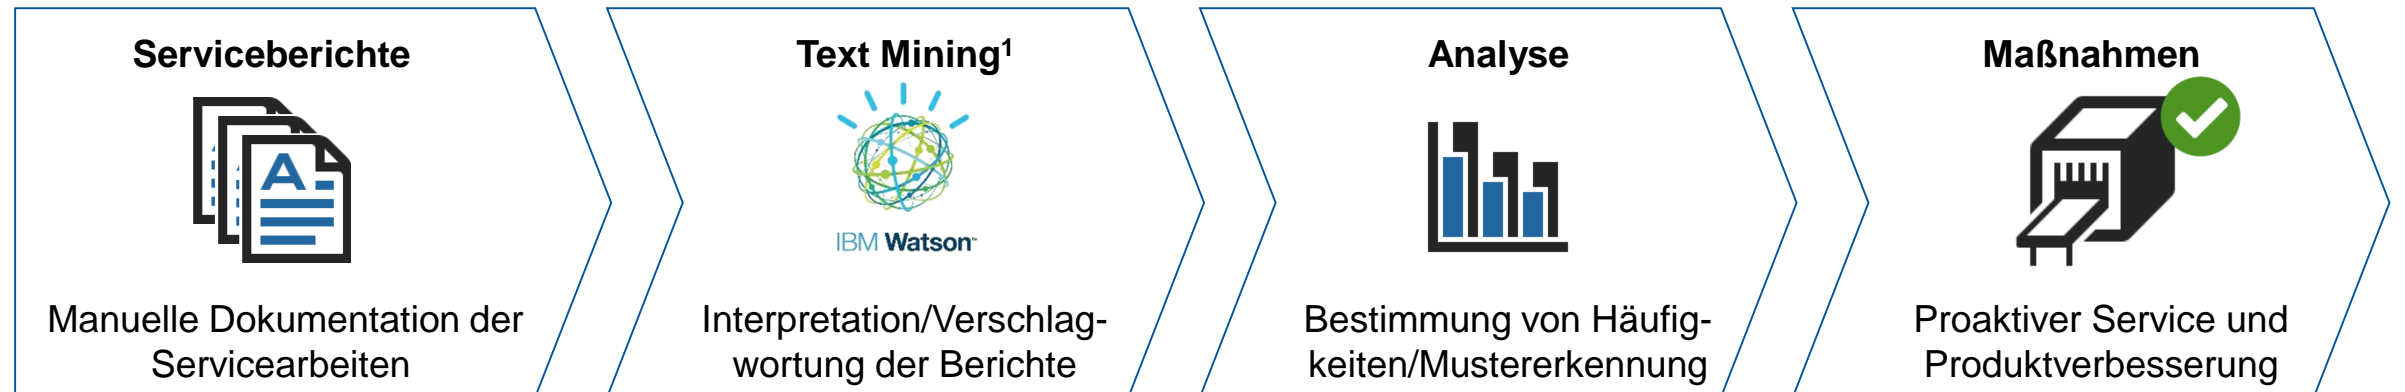 Serviceberichte
A
Manuelle Dokumentation der
Servicearbeiten
Text Mining¹
IBM Watson™
Interpretation/Verschlag-
wortung der Berichte
Analyse
Bestimmung von Häufig-
keiten/Mustererkennung
Maßnahmen
Proaktiver Service und
Produktverbesserung